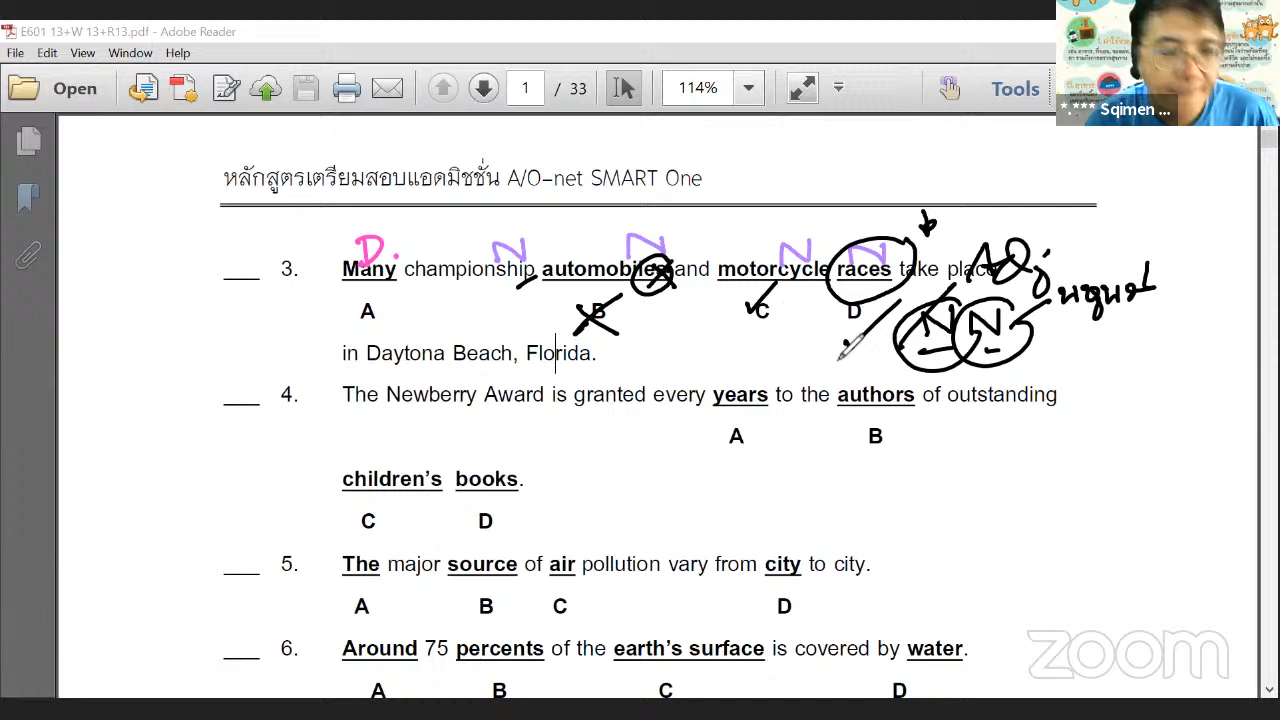 E601 13+W 13+R13.pdf - Adobe Reader
File Edit View Window Help
Open 1 / 33 114% Tools
* *** Sqimen ...
หลักสูตรเตรียมสอบแอดมิชชั่น A/O-net SMART One
D. N N N N Adj
___ 3. Many championship automobiles and motorcycle races take place
A B C D N N
in Daytona Beach, Florida.
___ 4. The Newberry Award is granted every years to the authors of outstanding
A B
children's books.
C D
___ 5. The major source of air pollution vary from city to city.
A B C D
___ 6. Around 75 percents of the earth's surface is covered by water.
A B C D
zoom